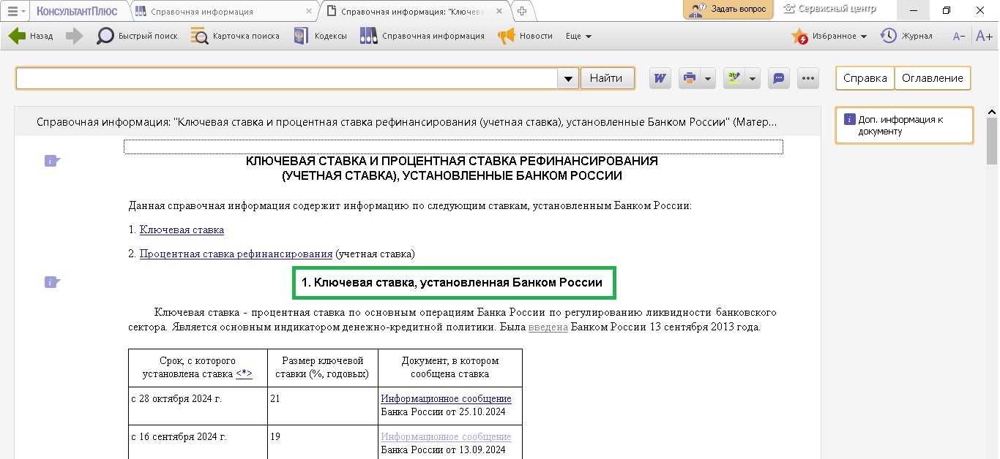 КонсультантПлюс
Справочная информация
Справочная информация: "Ключева
Задать вопрос
Сервисный центр
Назад
Быстрый поиск
Карточка поиска
Кодексы
Справочная информация
Новости
Еще
Избранное
Журнал
A−
A+
Найти
W
ab
Справка
Оглавление
Справочная информация: "Ключевая ставка и процентная ставка рефинансирования (учетная ставка), установленные Банком России" (Матер...
i Доп. информация к
документу
КЛЮЧЕВАЯ СТАВКА И ПРОЦЕНТНАЯ СТАВКА РЕФИНАНСИРОВАНИЯ
(УЧЕТНАЯ СТАВКА), УСТАНОВЛЕННЫЕ БАНКОМ РОССИИ
Данная справочная информация содержит информацию по следующим ставкам, установленным Банком России:
1. Ключевая ставка
2. Процентная ставка рефинансирования (учетная ставка)
1. Ключевая ставка, установленная Банком России
Ключевая ставка - процентная ставка по основным операциям Банка России по регулированию ликвидности банковского
сектора. Является основным индикатором денежно-кредитной политики. Была введена Банком России 13 сентября 2013 года.
Срок, с которого
установлена ставка <*>
Размер ключевой
ставки (%, годовых)
Документ, в котором
сообщена ставка
с 28 октября 2024 г.
21
Информационное сообщение
Банка России от 25.10.2024
с 16 сентября 2024 г.
19
Информационное сообщение
Банка России от 13.09.2024